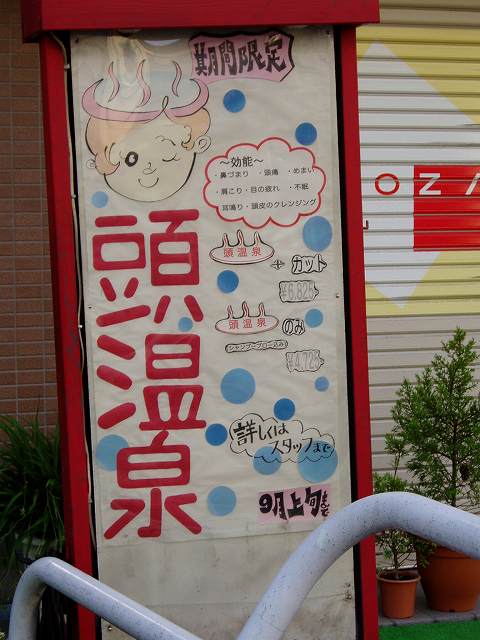 期間限定
～効能～
・鼻づまり ・頭痛 ・めまい
・肩こり・目の疲れ ・不眠
耳鳴り・頭皮のクレンジング
頭温泉
頭温泉
+ カット
¥6,825
頭温泉
のみ
シャンプーブロー込み
¥4,725
詳しくは
スタッフまで
9月上旬まで
OZ